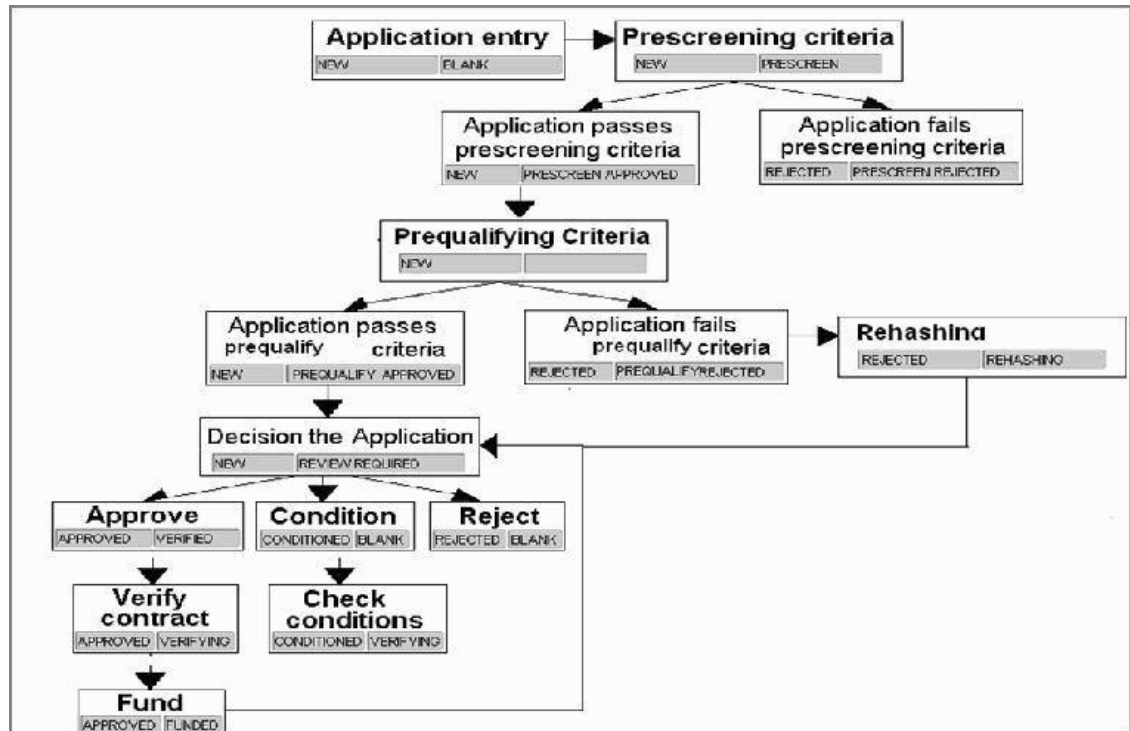 Application entry
NEW BLANK
Prescreening criteria
NEW PRESCREEN
Application passes
prescreening criteria
NEW PRESCREEN APPROVED
Application fails
prescreening criteria
REJECTED PRESCREEN REJECTED
Prequalifying Criteria
NEW
Application passes
prequalify criteria
NEW PREQUALIFY APPROVED
Application fails
prequalify criteria
REJECTED PREQUALIFYREJECTED
Rehashing
REJECTED REHASHING
Decision the Application
NEW REVIEW REQUIRED
Approve
APPROVED VERIFIED
Condition
CONDITIONED BLANK
Reject
REJECTED BLANK
Verify
contract
APPROVED VERIFYING
Check
conditions
CONDITIONED VERIFYING
Fund
APPROVED FUNDED